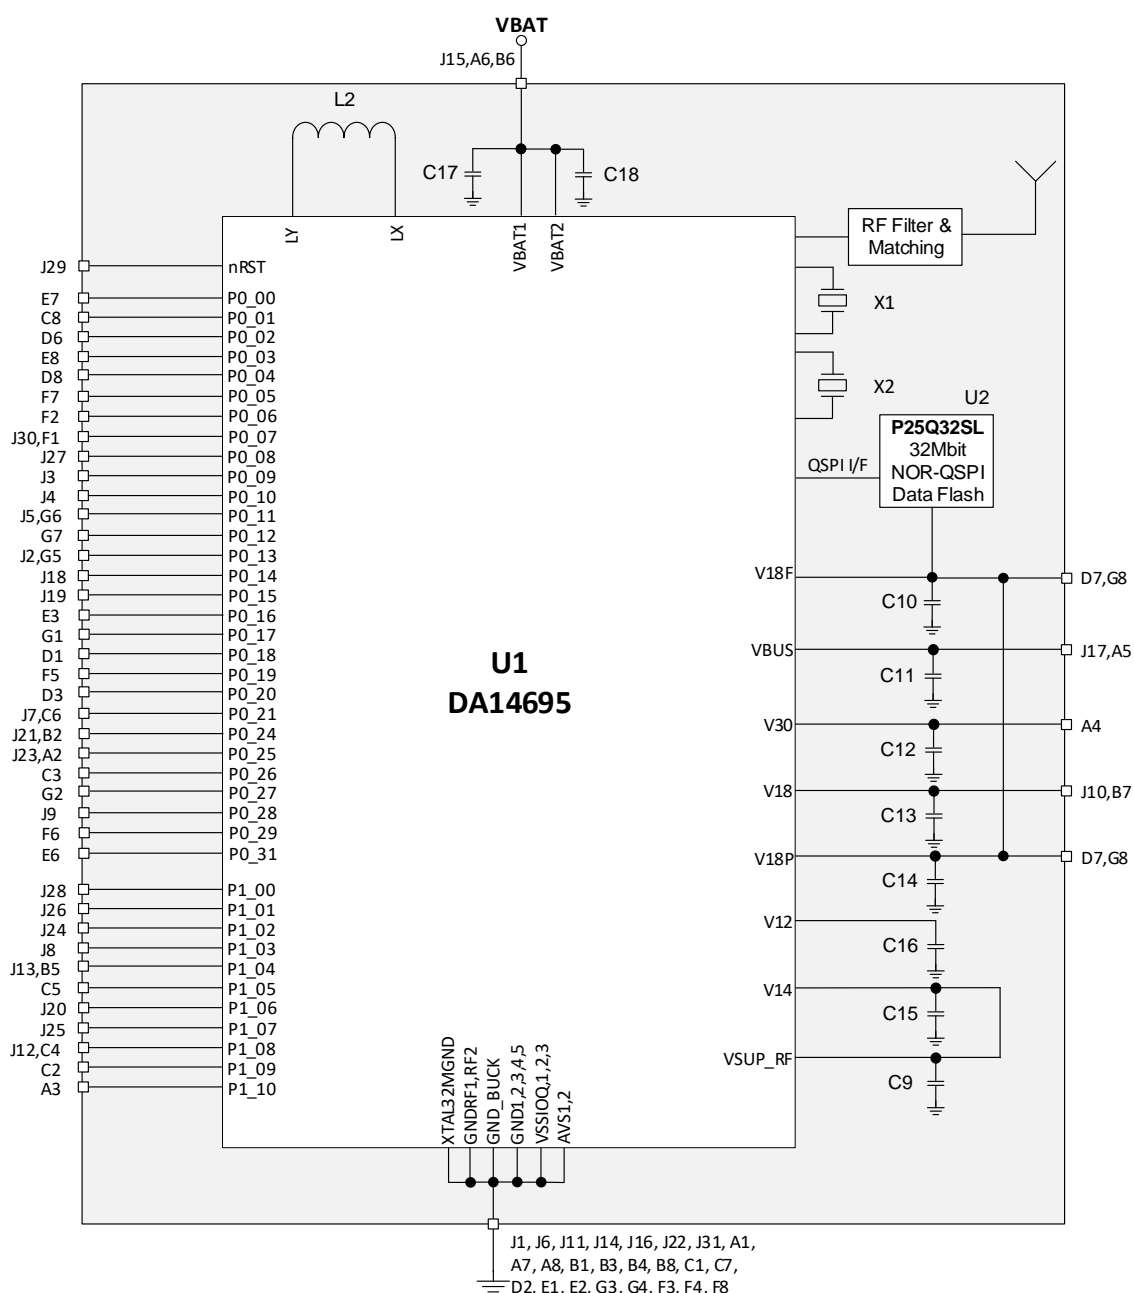 VBAT
J15,A6,B6
L2
C17
C18
LY
LX
VBAT1
VBAT2
RF Filter &
Matching
J29
nRST
X1
E7
P0_00
C8
P0_01
D6
P0_02
E8
P0_03
D8
P0_04
X2
F7
P0_05
U2
F2
P0_06
J30,F1
P0_07
J27
P0_08
J3
P0_09
J4
P0_10
P25Q32SL
32Mbit
NOR-QSPI
Data Flash
QSPI I/F
J5,G6
P0_11
G7
P0_12
J2,G5
P0_13
J18
P0_14
V18F
D7,G8
J19
P0_15
C10
E3
P0_16
G1
P0_17
D1
P0_18
VBUS
J17,A5
F5
P0_19
C11
D3
P0_20
U1
DA14695
J7,C6
P0_21
V30
A4
J21,B2
P0_24
C12
J23,A2
P0_25
C3
P0_26
G2
P0_27
V18
J10,B7
J9
P0_28
C13
F6
P0_29
E6
P0_31
V18P
D7,G8
C14
J28
P1_00
J26
P1_01
J24
P1_02
V12
J8
P1_03
C16
J13,B5
P1_04
C5
P1_05
V14
J20
P1_06
C15
J25
P1_07
J12,C4
P1_08
VSUP_RF
C2
P1_09
C9
A3
P1_10
XTAL32MGND
GNDRF1,RF2
GND_BUCK
GND1,2,3,4,5
VSSIO0,1,2,3
AVS1,2
J1, J6, J11, J14, J16, J22, J31, A1,
A7, A8, B1, B3, B4, B8, C1, C7,
D2, E1, E2, G3, G4, F3, F4, F8